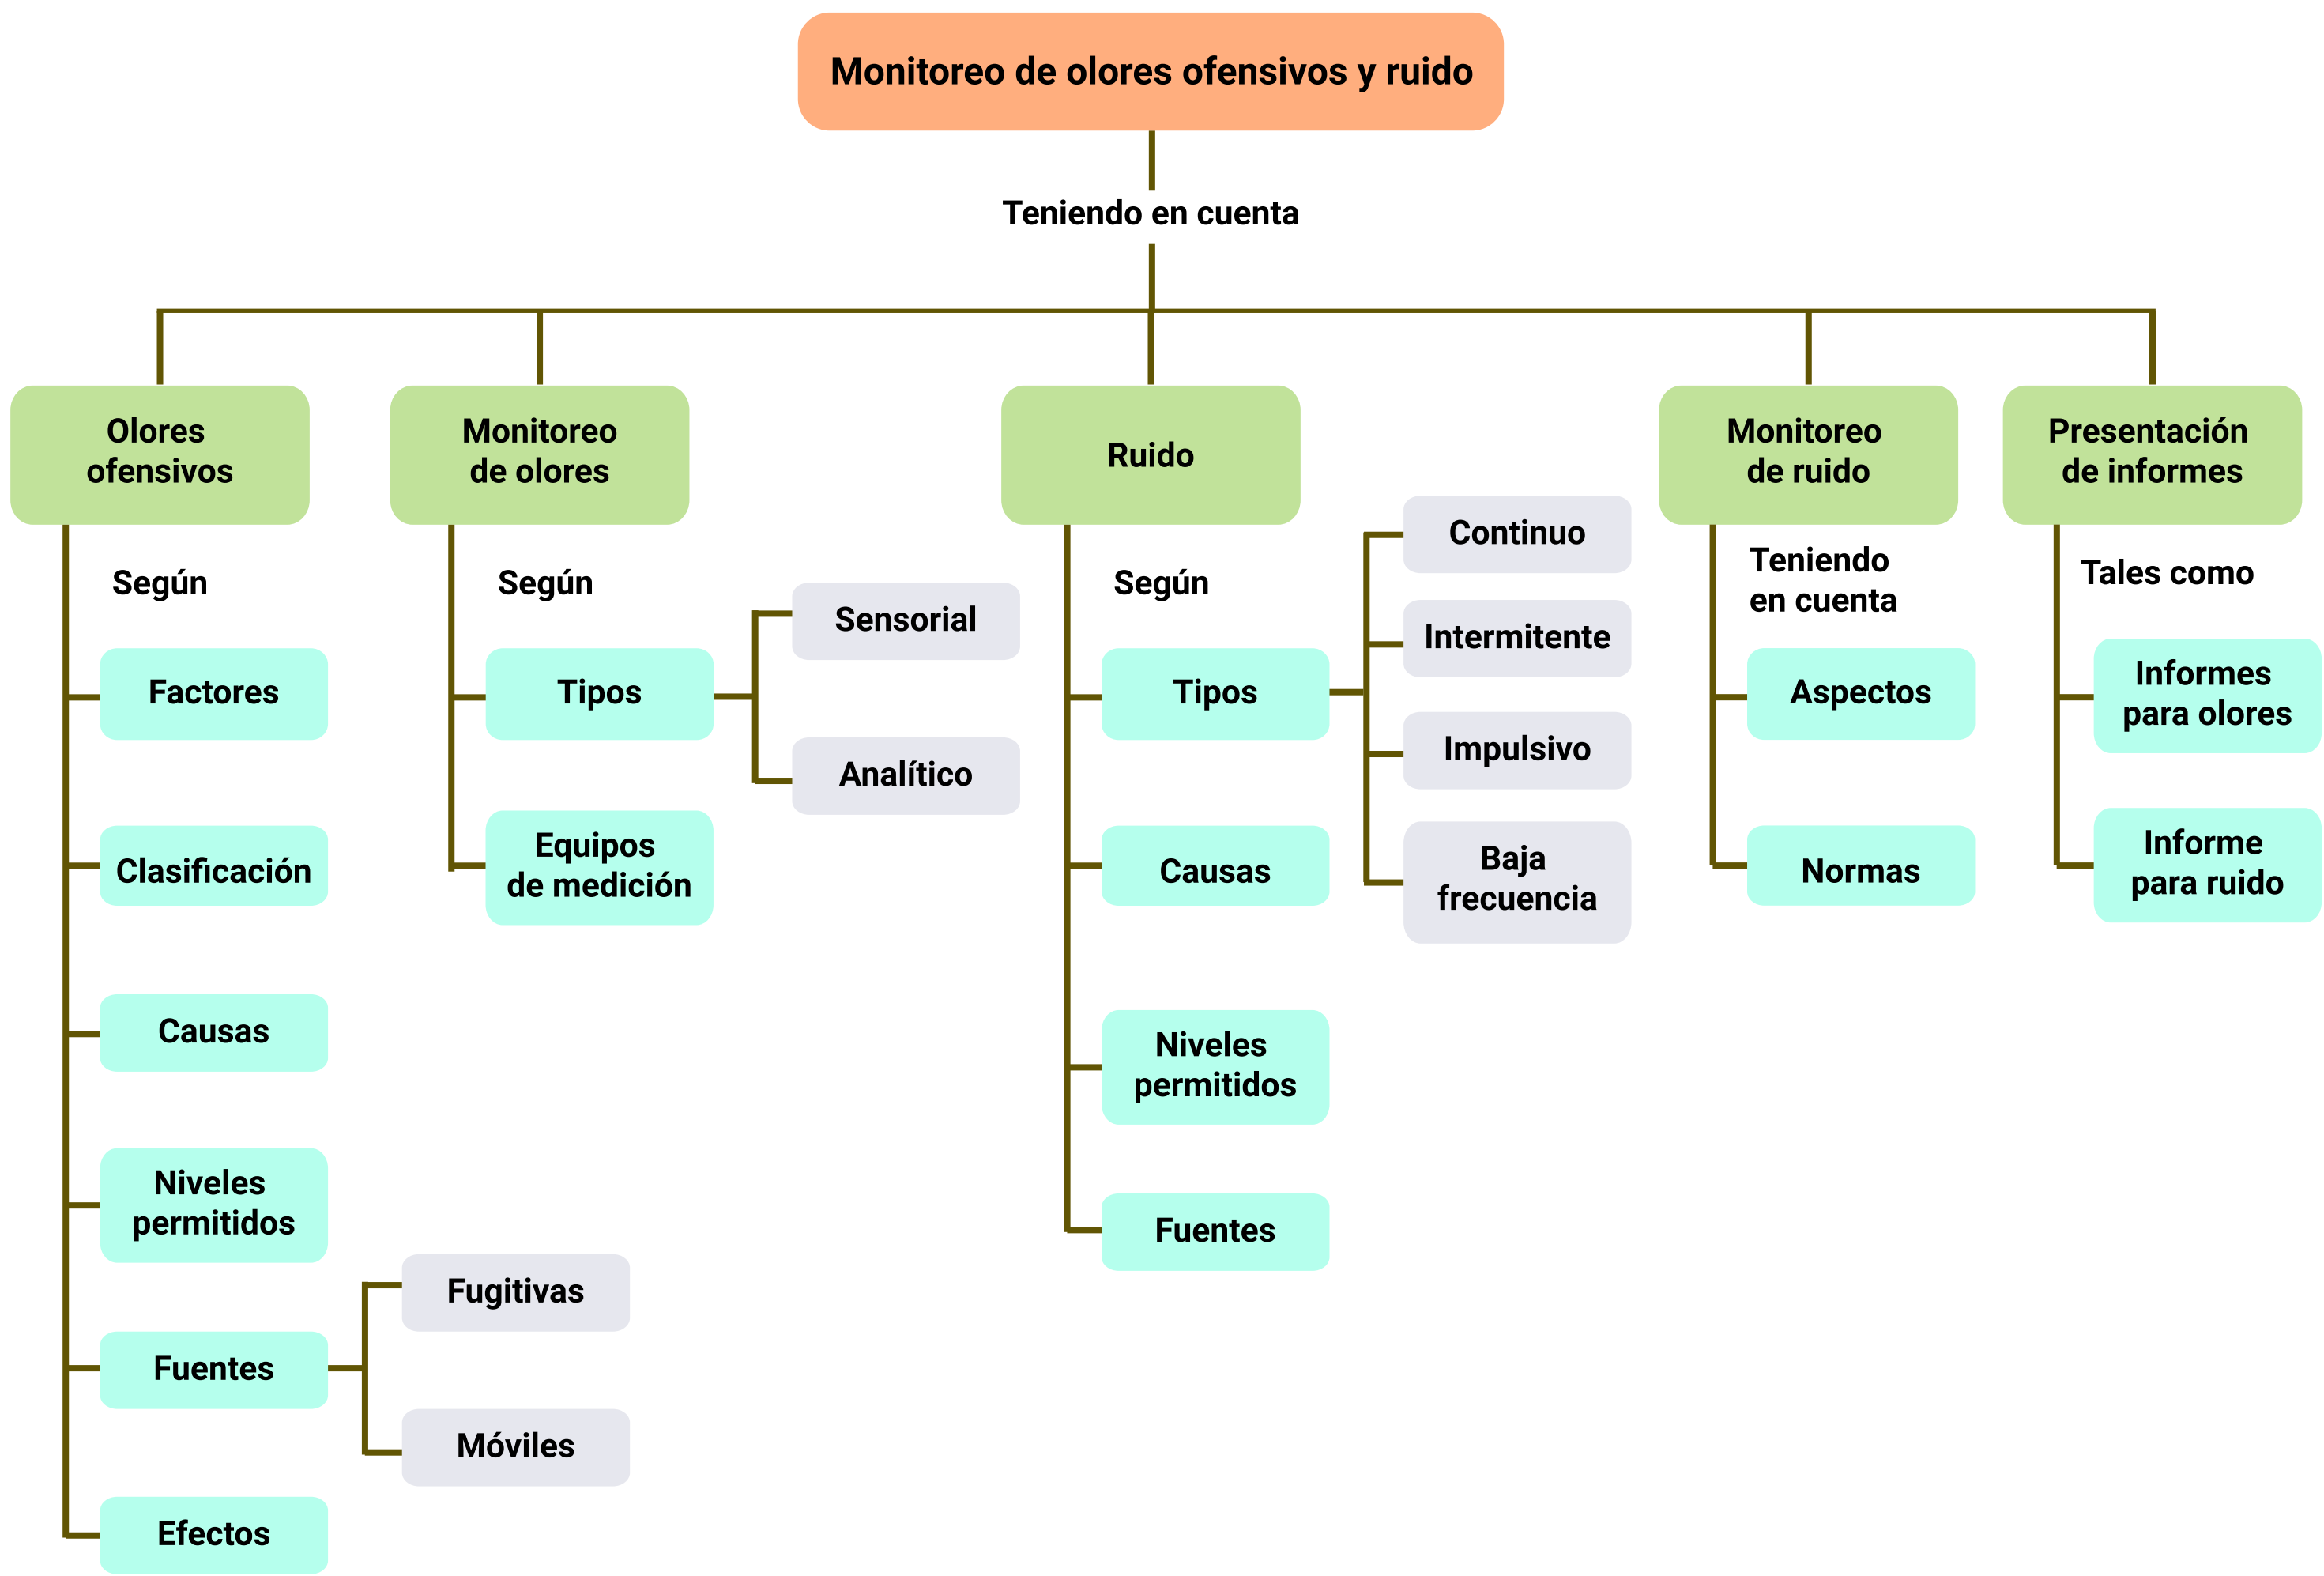 Monitoreo de olores ofensivos y ruido
Teniendo en cuenta
Olores
ofensivos
Según
Factores
Clasificación
Causas
Niveles
permitidos
Fuentes
Fugitivas
Móviles
Efectos
Monitoreo
de olores
Según
Tipos
Sensorial
Analítico
Equipos
de medición
Ruido
Según
Tipos
Continuo
Intermitente
Impulsivo
Baja
frecuencia
Causas
Niveles
permitidos
Fuentes
Monitoreo
de ruido
Teniendo
en cuenta
Aspectos
Normas
Presentación
de informes
Tales como
Informes
para olores
Informe
para ruido